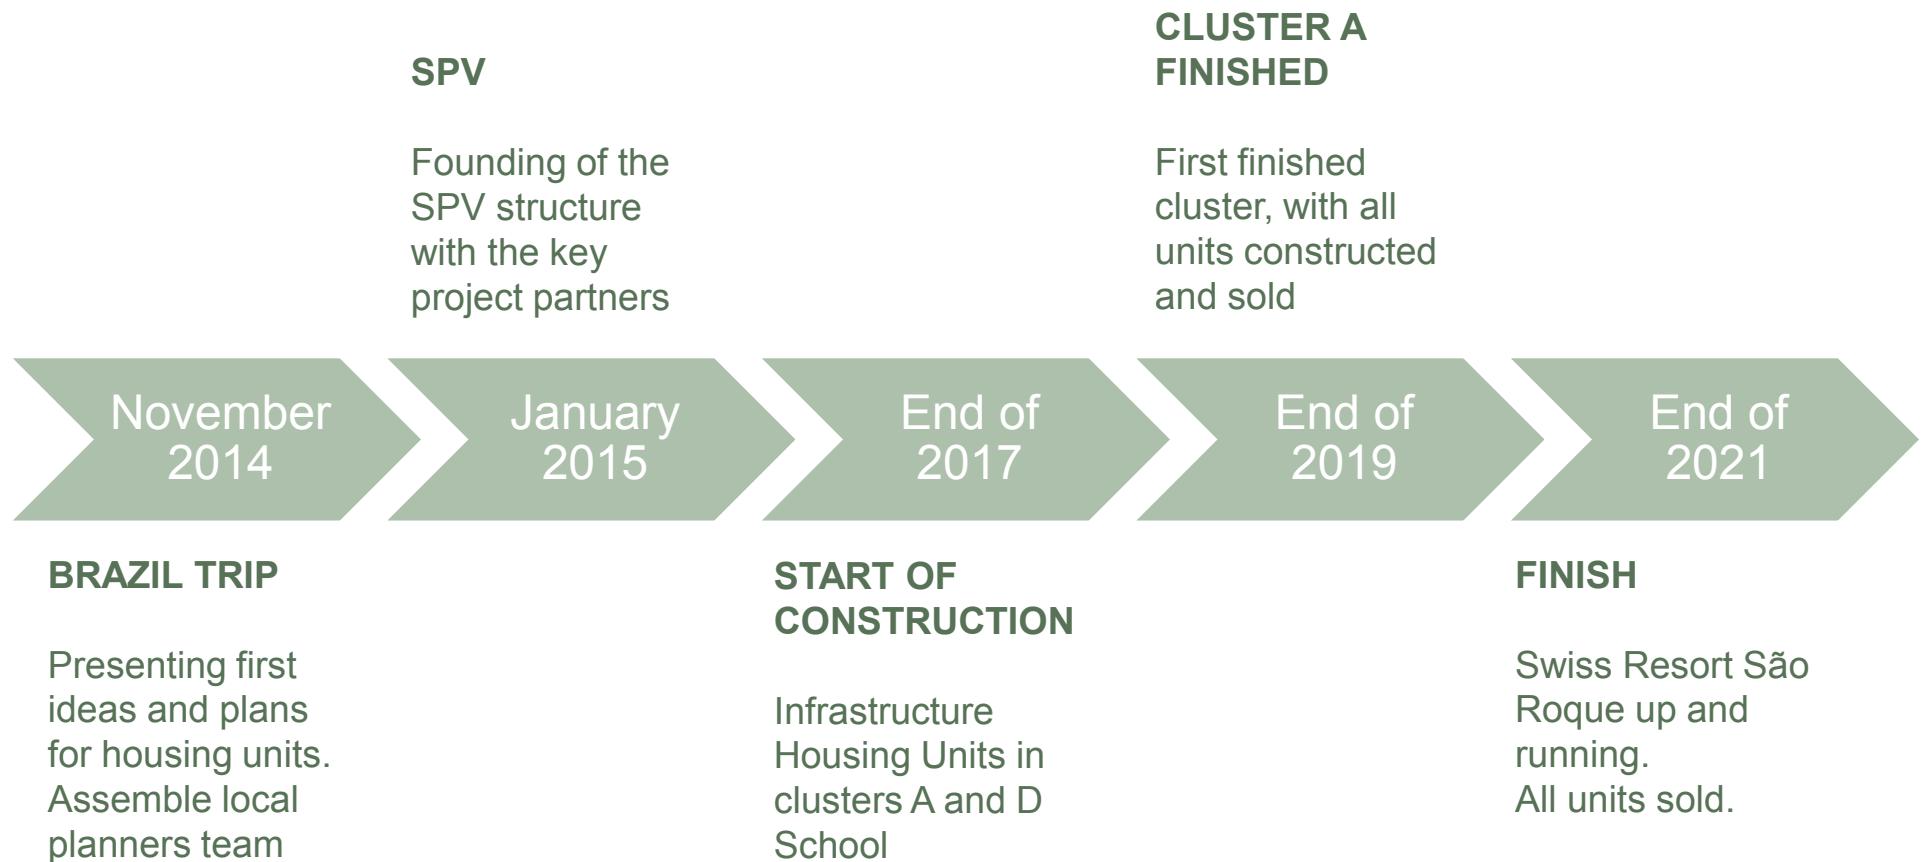 SPV
Founding of the
SPV structure
with the key
project partners
CLUSTER A
FINISHED
First finished
cluster, with all
units constructed
and sold
November
2014
January
2015
End of
2017
End of
2019
End of
2021
BRAZIL TRIP
Presenting first
ideas and plans
for housing units.
Assemble local
planners team
START OF
CONSTRUCTION
Infrastructure
Housing Units in
clusters A and D
School
FINISH
Swiss Resort São
Roque up and
running.
All units sold.